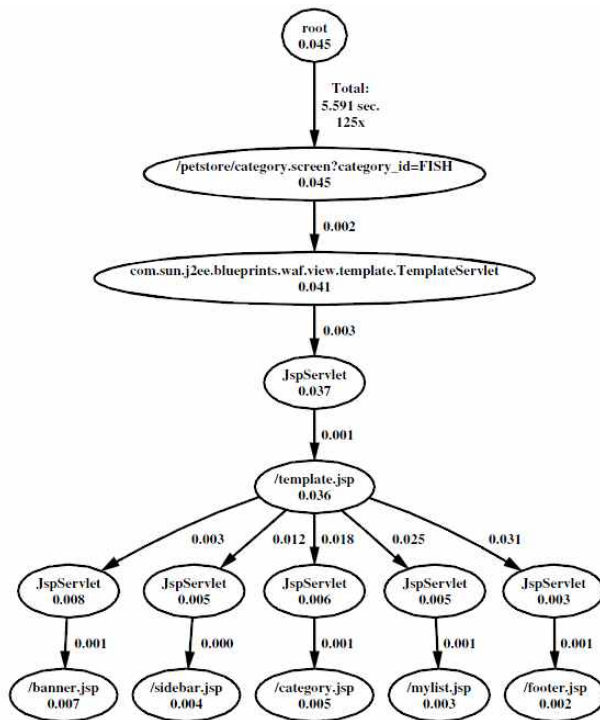 root
0.045
Total:
5.591 sec.
125x
/petstore/category.screen?category_id=FISH
0.045
0.002
com.sun.j2ee.blueprints.waf.view.template.TemplateServlet
0.041
0.003
JspServlet
0.037
0.001
/template.jsp
0.036
0.003
0.012
0.018
0.025
0.031
JspServlet
0.008
JspServlet
0.005
JspServlet
0.006
JspServlet
0.005
JspServlet
0.003
0.001
0.000
0.001
0.001
0.001
/banner.jsp
0.007
/sidebar.jsp
0.004
/category.jsp
0.005
/mylist.jsp
0.003
/footer.jsp
0.002